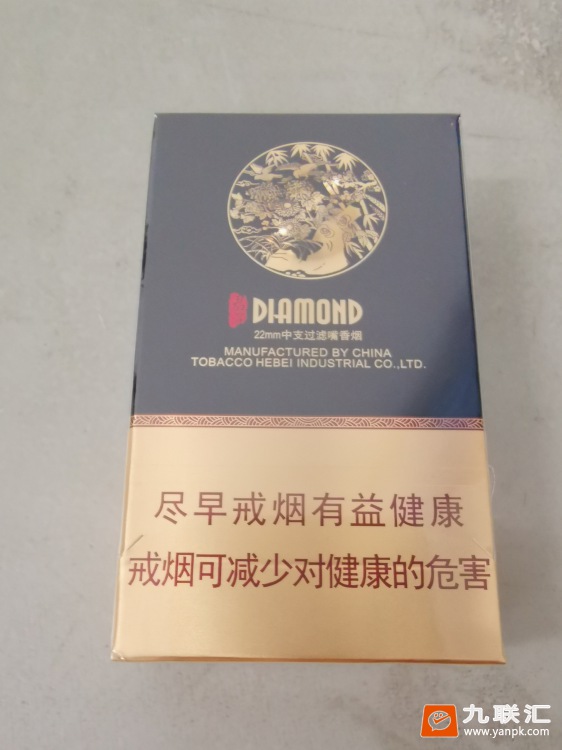 DIAMOND
22mm中支过滤嘴香烟
MANUFACTURED BY CHINA
TOBACCO HEBEI INDUSTRIAL CO.,LTD.
尽早戒烟有益健康
戒烟可减少对健康的危害
九联汇
www.yanpk.com